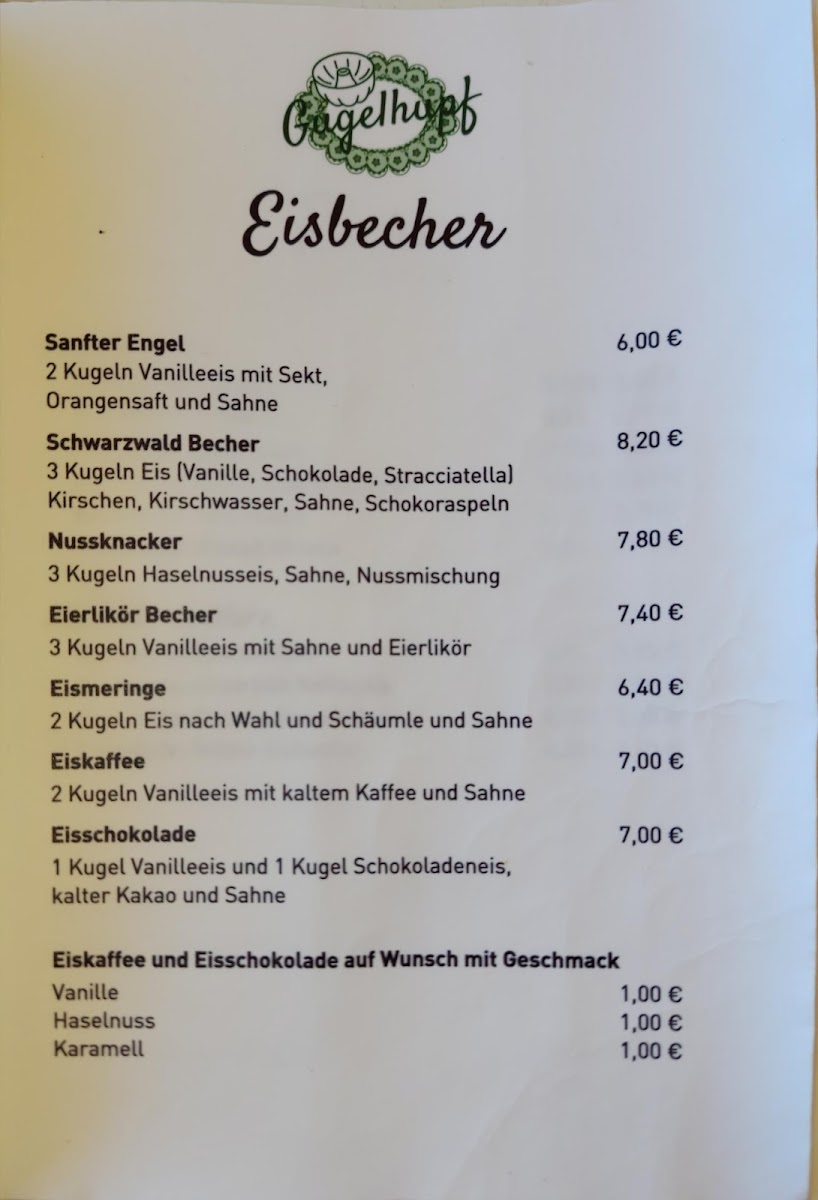 Gugelhupf
Eisbecher
Sanfter Engel 6,00 €
2 Kugeln Vanilleeis mit Sekt,
Orangensaft und Sahne
Schwarzwald Becher 8,20 €
3 Kugeln Eis (Vanille, Schokolade, Stracciatella)
Kirschen, Kirschwasser, Sahne, Schokoraspeln
Nussknacker 7,80 €
3 Kugeln Haselnusseis, Sahne, Nussmischung
Eierlikör Becher 7,40 €
3 Kugeln Vanilleeis mit Sahne und Eierlikör
Eismeringe 6,40 €
2 Kugeln Eis nach Wahl und Schäumle und Sahne
Eiskaffee 7,00 €
2 Kugeln Vanilleeis mit kaltem Kaffee und Sahne
Eisschokolade 7,00 €
1 Kugel Vanilleeis und 1 Kugel Schokoladeneis,
kalter Kakao und Sahne
Eiskaffee und Eisschokolade auf Wunsch mit Geschmack
Vanille 1,00 €
Haselnuss 1,00 €
Karamell 1,00 €